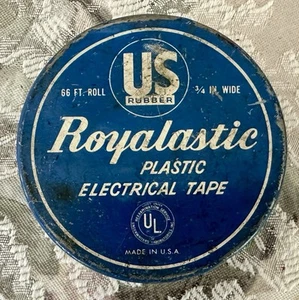 US
RUBBER
66 FT. ROLL
3/4 IN. WIDE
Royalastic
PLASTIC
ELECTRICAL TAPE
UL
MADE IN U.S.A.